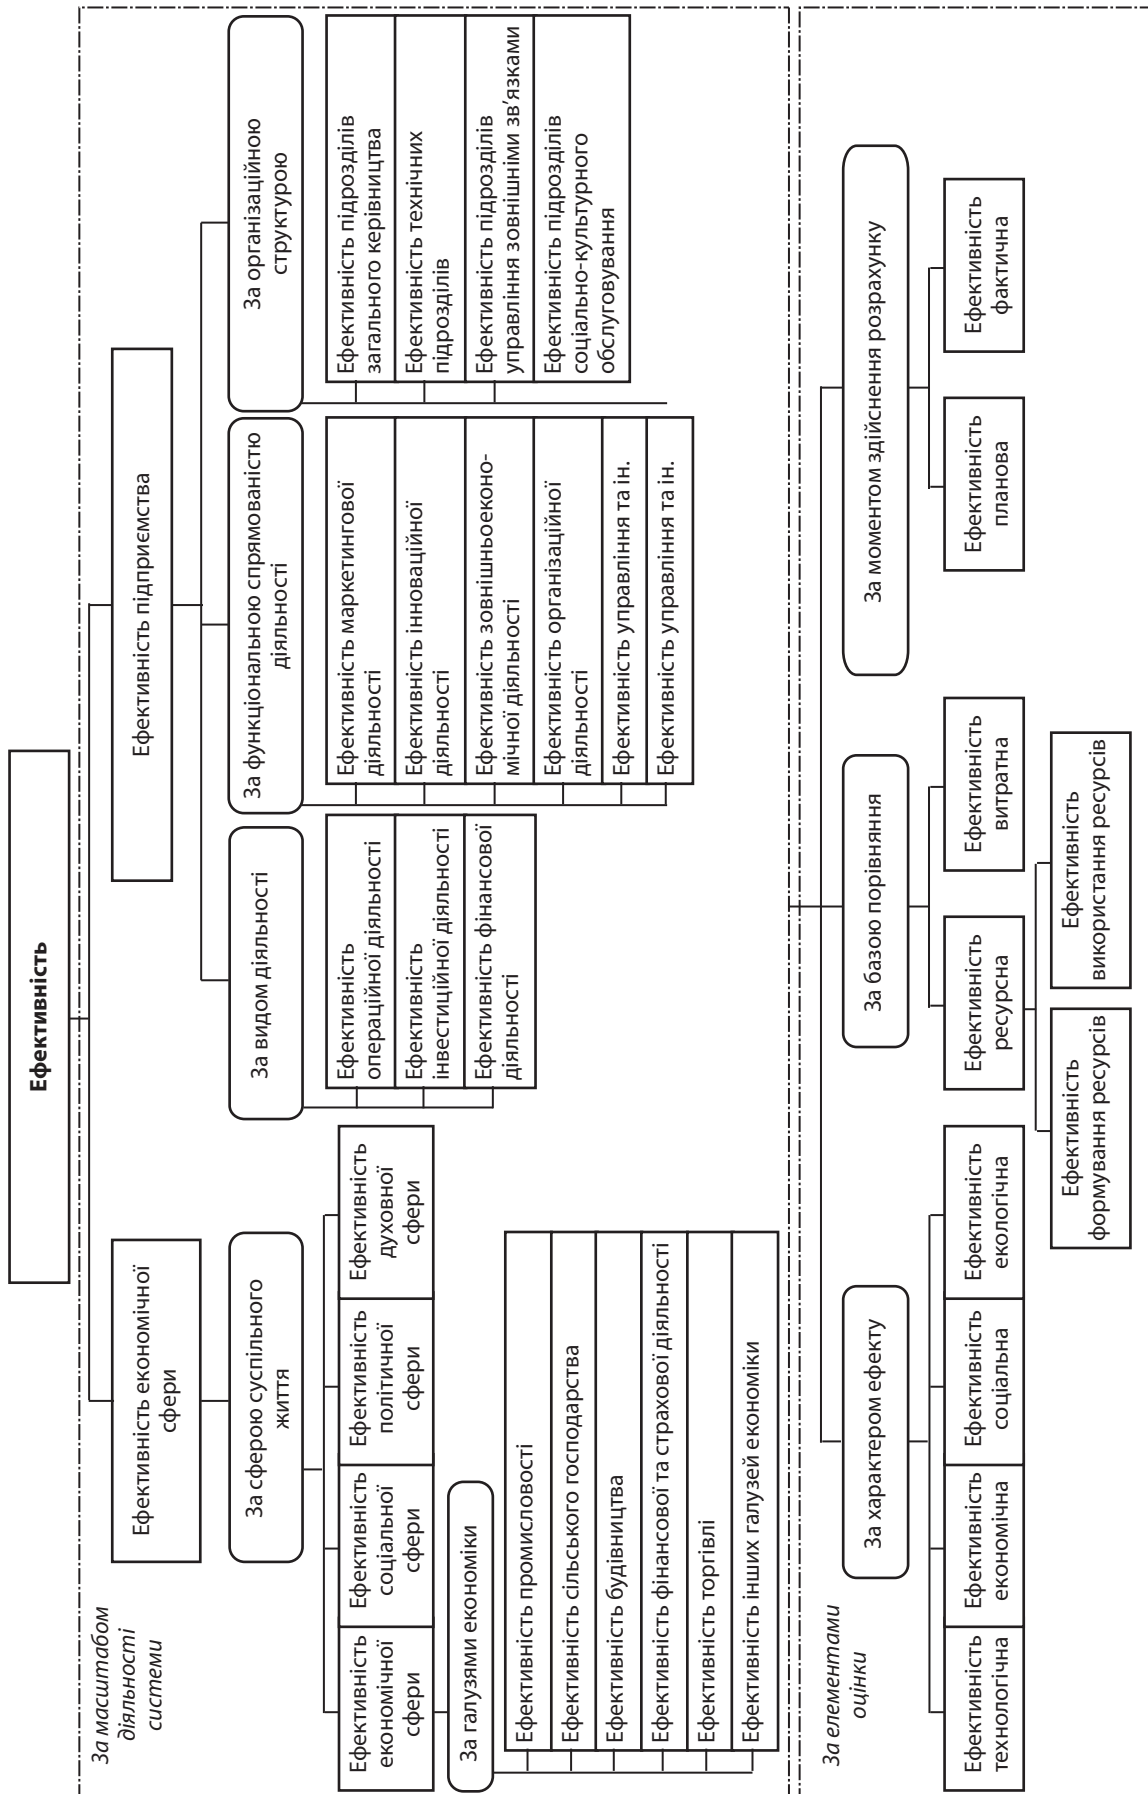 Ефективність
За масштабом
діяльності
системи
Ефективність економічної
сфери
Ефективність підприємства
За сферою суспільного
життя
За видом діяльності
За функціональною спрямованістю
діяльності
За організаційною
структурою
Ефективність
економічної
сфери
Ефективність
соціальної
сфери
Ефективність
політичної
сфери
Ефективність
духовної
сфери
За галузями економіки
Ефективність промисловості
Ефективність сільського господарства
Ефективність будівництва
Ефективність фінансової та страхової діяльності
Ефективність торгівлі
Ефективність інших галузей економіки
Ефективність
операційної діяльності
Ефективність
інвестиційної діяльності
Ефективність фінансової
діяльності
Ефективність маркетингової
діяльності
Ефективність інноваційної
діяльності
Ефективність зовнішньоеконо-
мічної діяльності
Ефективність організаційної
діяльності
Ефективність управління та ін.
Ефективність управління та ін.
Ефективність підрозділів
загального керівництва
Ефективність технічних
підрозділів
Ефективність підрозділів
управління зовнішніми зв'язками
Ефективність підрозділів
соціально-культурного
обслуговування
За елементами
оцінки
За характером ефекту
За базою порівняння
За моментом здійснення розрахунку
Ефективність
технологічна
Ефективність
економічна
Ефективність
соціальна
Ефективність
екологічна
Ефективність
ресурсна
Ефективність
витратна
Ефективність
планова
Ефективність
фактична
Ефективність
формування ресурсів
Ефективність
використання ресурсів